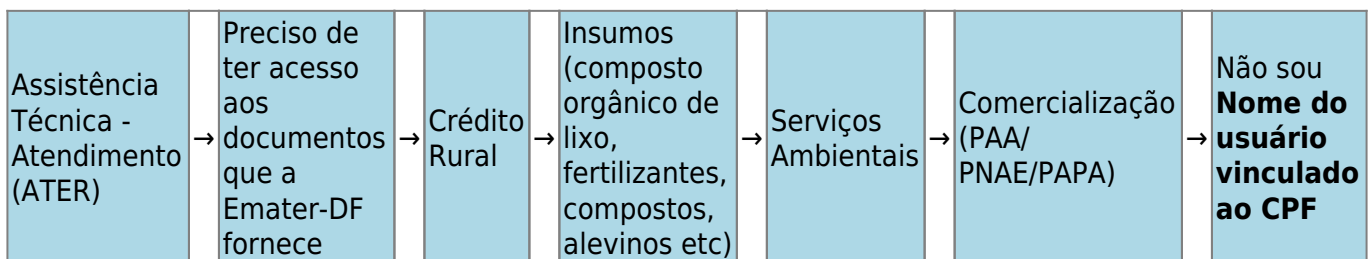 Assistência
Técnica -
Atendimento
(ATER)
→
Preciso de
ter acesso
aos
documentos
que a
Emater-DF
fornece
→
Crédito
Rural
→
Insumos
(composto
orgânico de
lixo,
fertilizantes,
compostos,
alevinos etc)
→
Serviços
Ambientais
→
Comercialização
(PAA/
PNAE/PAPA)
→
Não sou
Nome do
usuário
vinculado
ao CPF